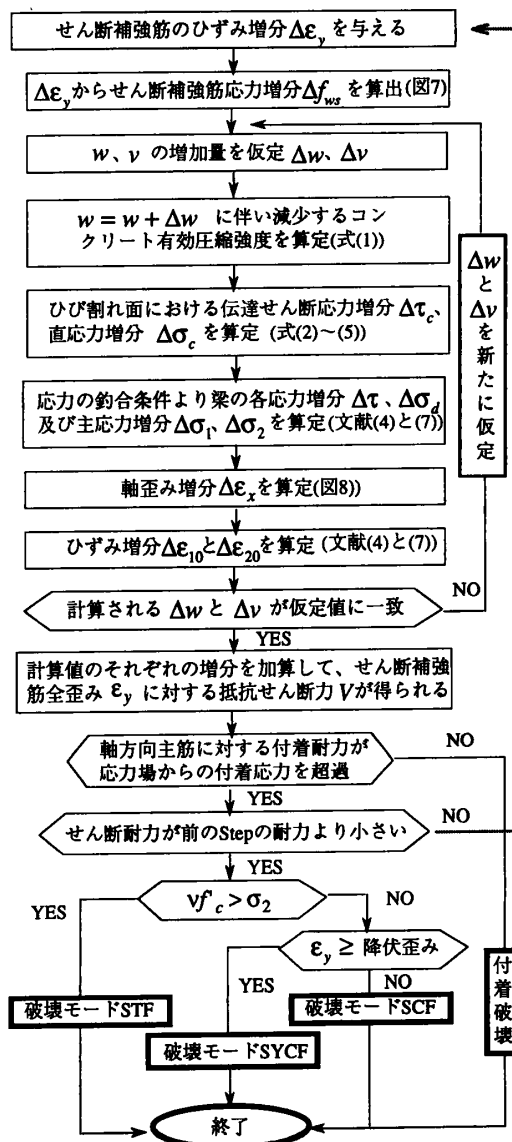 せん断補強筋のひずみ増分Δε_yを与える
Δε_yからせん断補強筋応力増分Δf_wsを算出(図7)
w、vの増加量を仮定 Δw、Δv
w = w + Δw に伴い減少するコン
クリート有効圧縮強度を算定(式(1))
ひび割れ面における伝達せん断応力増分Δτ_c、
直応力増分 Δσ_c を算定 (式(2)～(5))
応力の釣合条件より梁の各応力増分Δτ、Δσ_d
及び主応力増分Δσ_1、Δσ_2を算定(文献(4)と(7))
軸歪み増分Δε_xを算定(図8))
ひずみ増分Δε_10とΔε_20を算定 (文献(4)と(7))
計算される Δw と Δv が仮定値に一致
NO
ΔwとΔvを新たに仮定
YES
計算値のそれぞれの増分を加算して、せん断補強
筋全歪み ε_y に対する抵抗せん断力Vが得られる
軸方向主筋に対する付着耐力が
応力場からの付着応力を超過
NO
YES
せん断耐力が前のStepの耐力より小さい
NO
YES
νf'_c > σ_2
YES
NO
ε_y ≥ 降伏歪み
YES
NO
破壊モードSTF
破壊モードSCF
破壊モードSYCF
付着破壊
終了